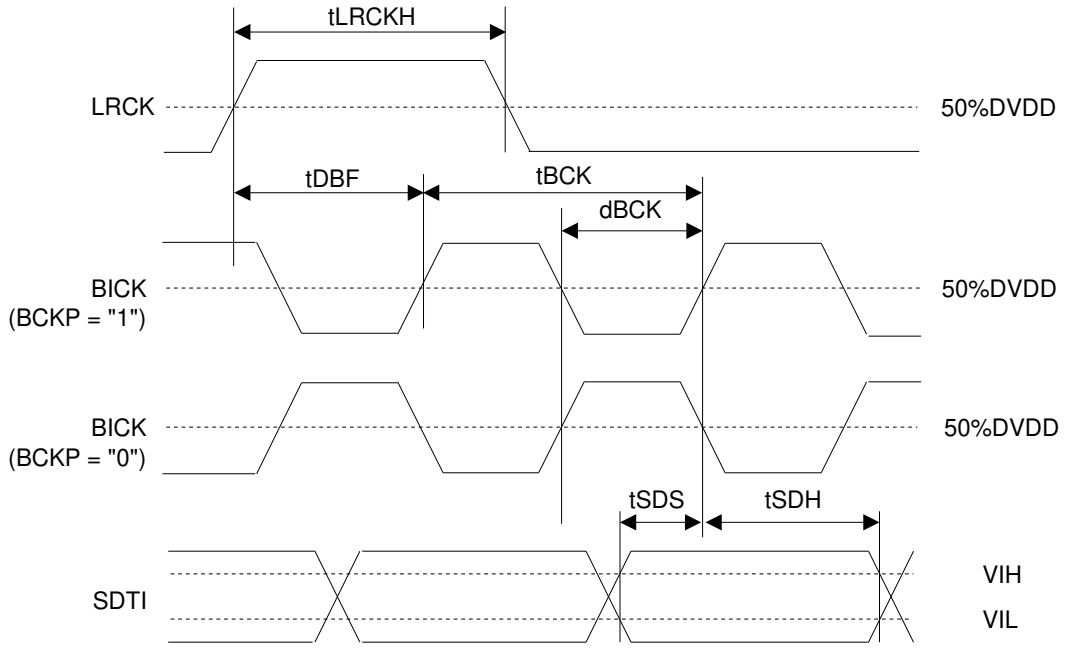 tLRCKH
LRCK
50%DVDD
tDBF
tBCK
dBCK
BICK
(BCKP = "1")
50%DVDD
BICK
(BCKP = "0")
50%DVDD
tSDS
tSDH
SDTI
VIH
VIL